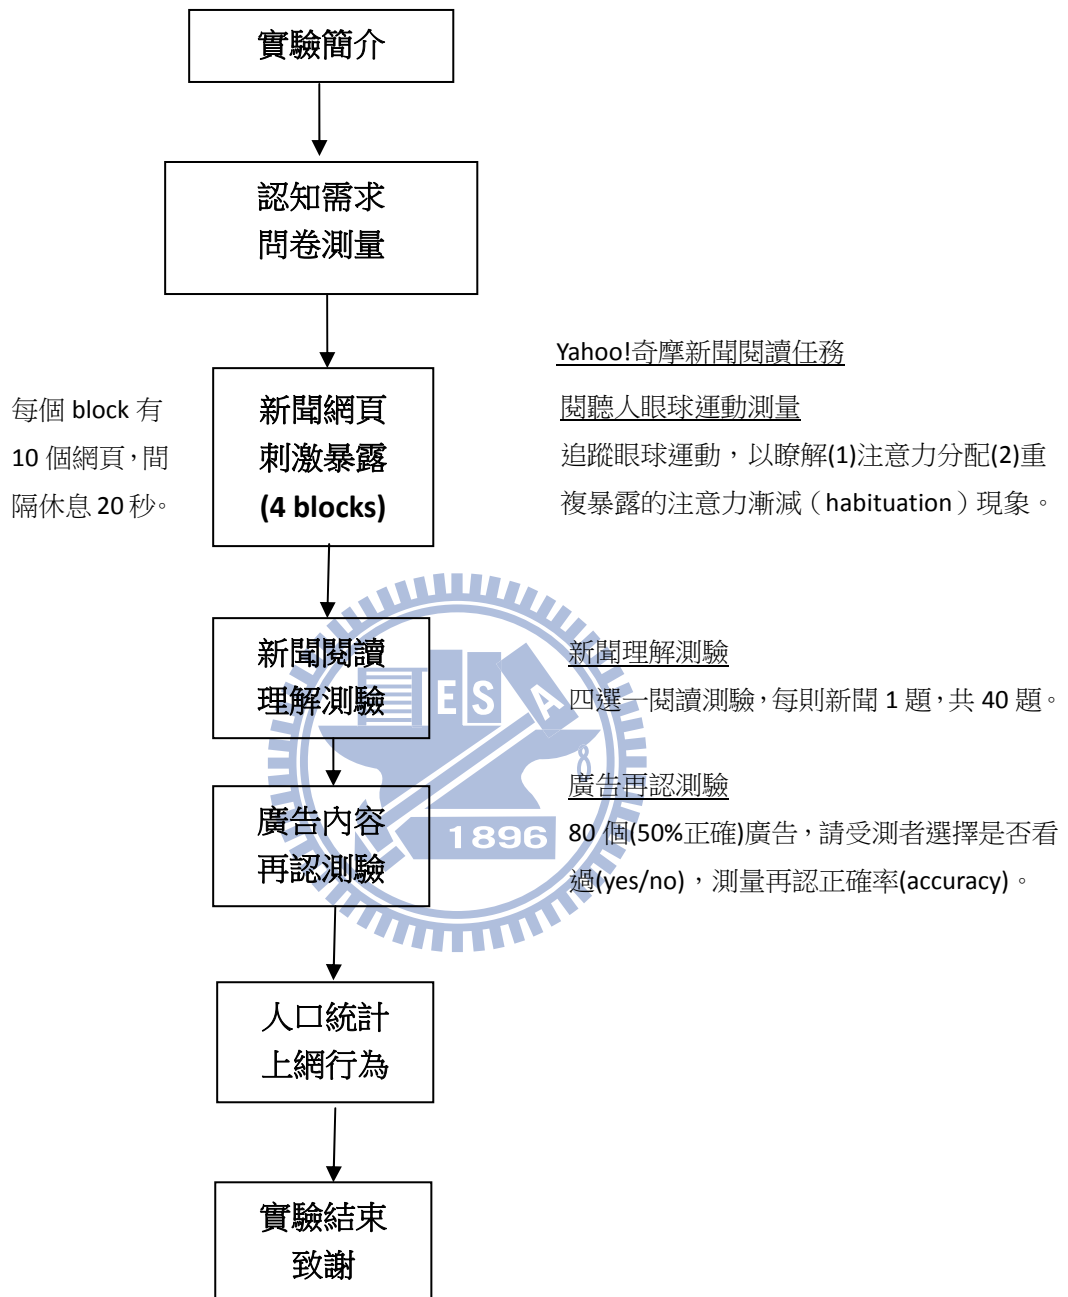 實驗簡介
認知需求
問卷測量
Yahoo!奇摩新聞閱讀任務
每個 block 有
10 個網頁，間
隔休息 20 秒。
新聞網頁
刺激暴露
(4 blocks)
閱聽人眼球運動測量
追蹤眼球運動，以瞭解(1)注意力分配(2)重
複暴露的注意力漸減（habituation）現象。
新聞閱讀
理解測驗
新聞理解測驗
四選一閱讀測驗，每則新聞 1 題，共 40 題。
E S A
廣告內容
再認測驗
1896
廣告再認測驗
80 個(50%正確)廣告，請受測者選擇是否看
過(yes/no)，測量再認正確率(accuracy)。
人口統計
上網行為
實驗結束
致謝